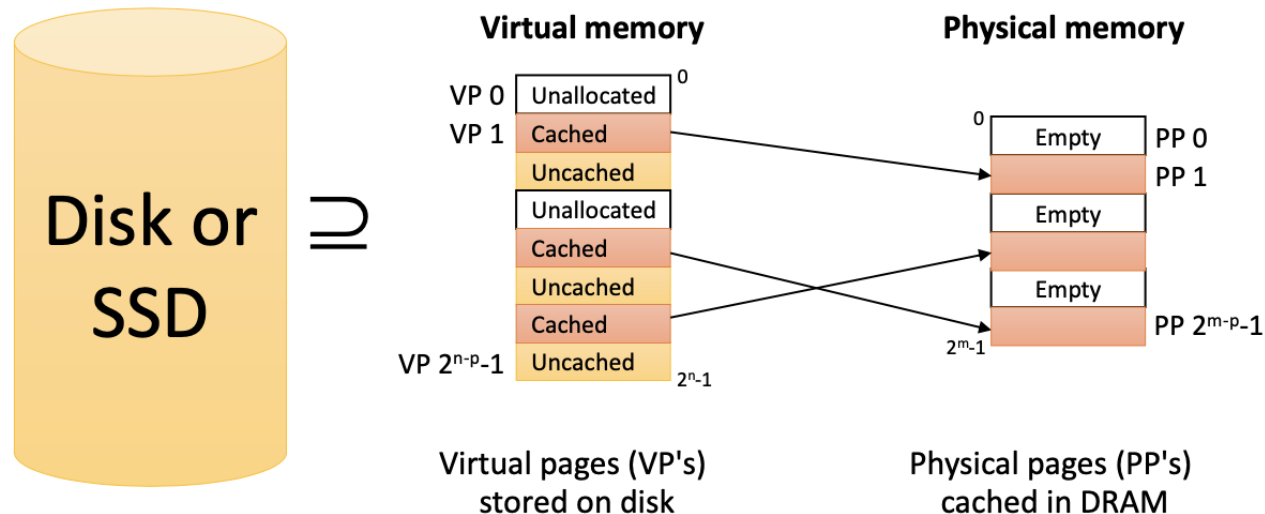 Disk or
SSD
⊇
Virtual memory
0
VP 0
Unallocated
VP 1
Cached
Uncached
Unallocated
Cached
Uncached
Cached
VP 2ⁿ⁻ᵖ-1
Uncached
2ⁿ-1
Virtual pages (VP's)
stored on disk
Physical memory
0
Empty
PP 0
PP 1
Empty
Empty
PP 2ᵐ⁻ᵖ-1
2ᵐ-1
Physical pages (PP's)
cached in DRAM